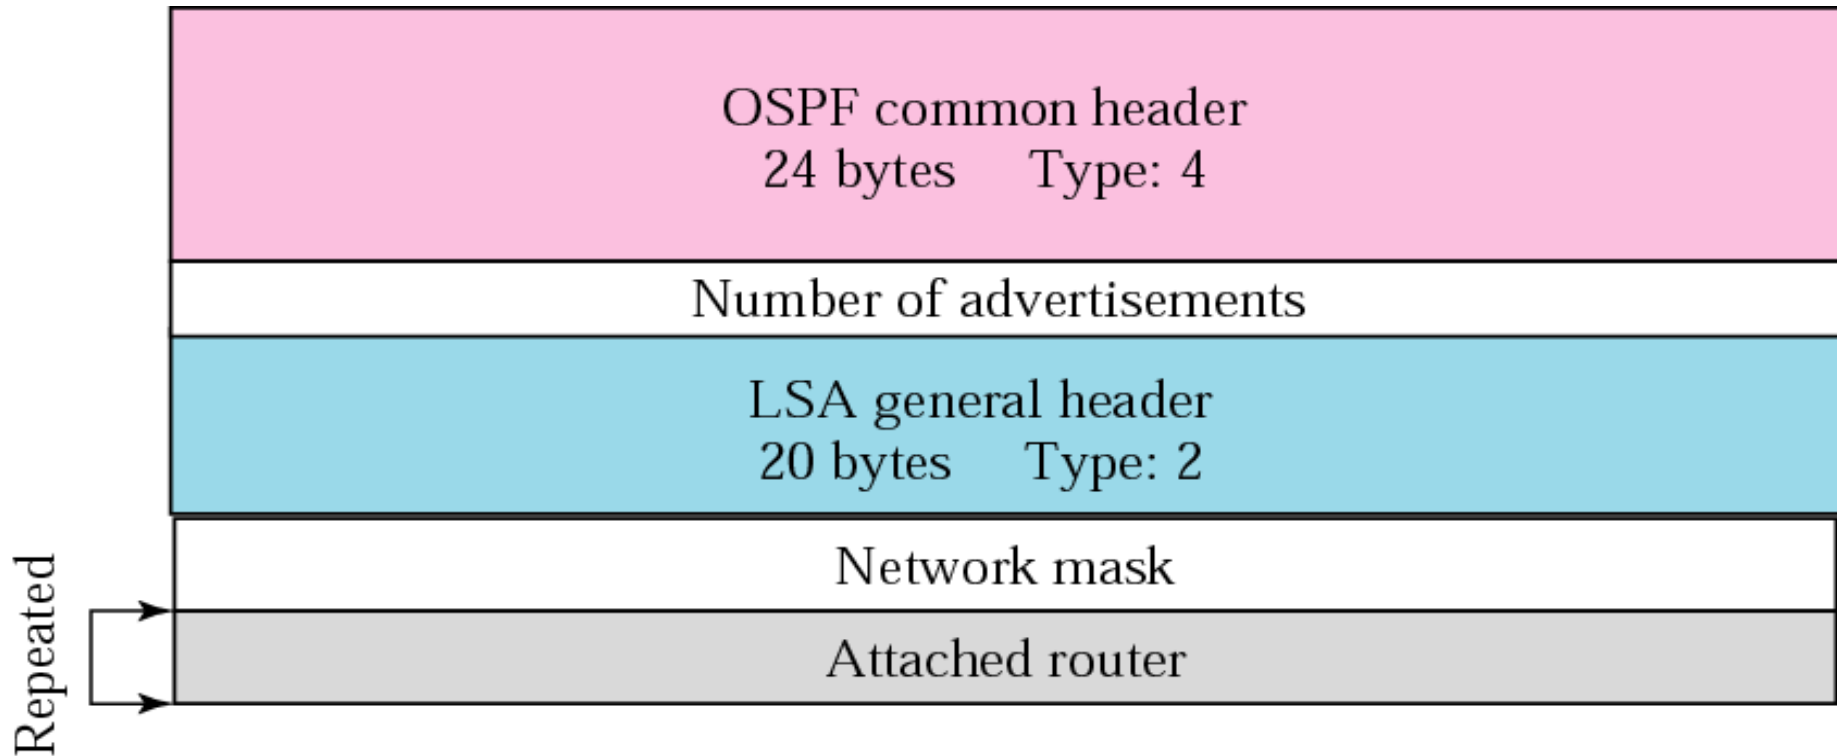 OSPF common header
24 bytes Type: 4
Number of advertisements
LSA general header
20 bytes Type: 2
Network mask
Attached router
Repeated